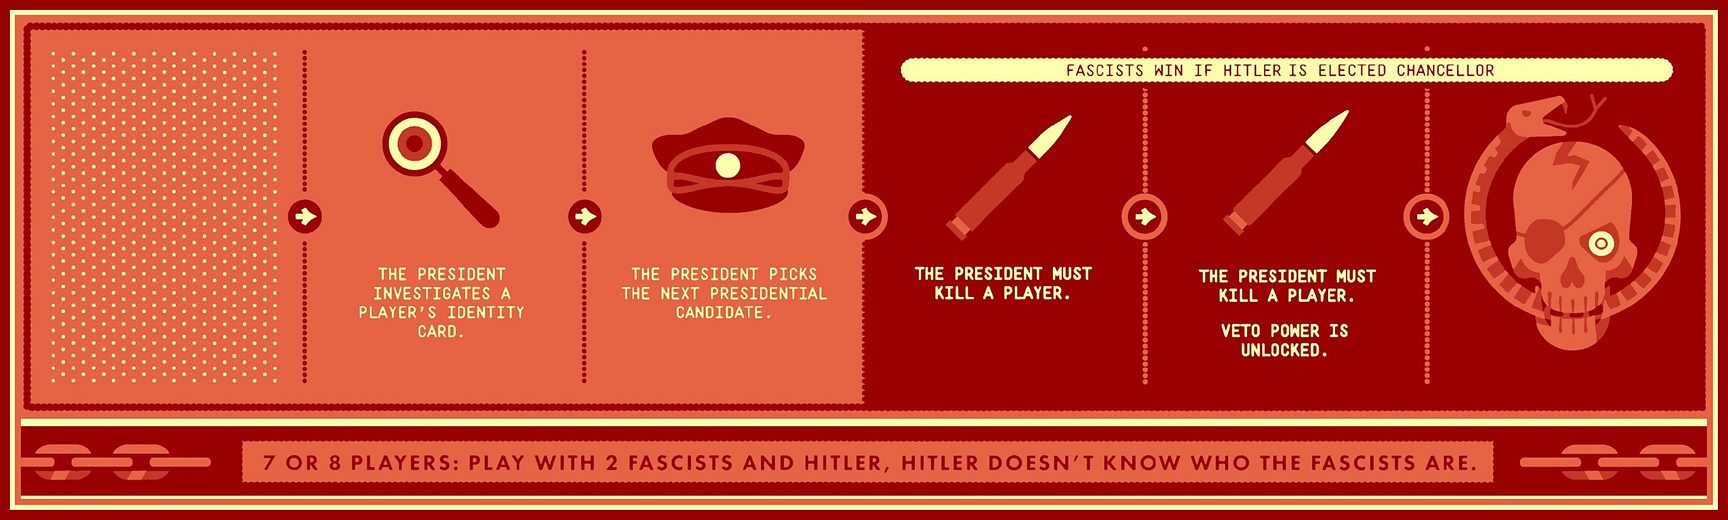 FASCISTS WIN IF HITLER IS ELECTED CHANCELLOR
THE PRESIDENT
INVESTIGATES A
PLAYER'S IDENTITY
CARD.
THE PRESIDENT PICKS
THE NEXT PRESIDENTIAL
CANDIDATE.
THE PRESIDENT MUST
KILL A PLAYER.
THE PRESIDENT MUST
KILL A PLAYER.
VETO POWER IS
UNLOCKED.
7 OR 8 PLAYERS: PLAY WITH 2 FASCISTS AND HITLER, HITLER DOESN'T KNOW WHO THE FASCISTS ARE.